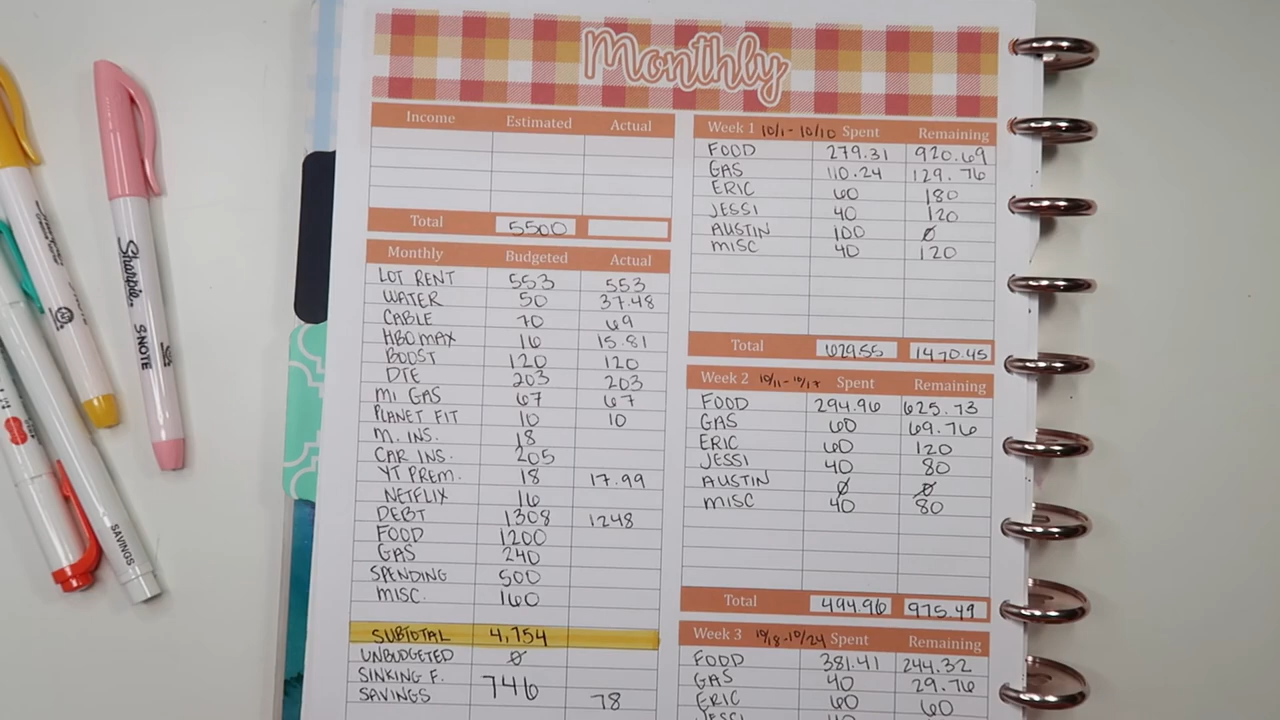 Monthly
Income Estimated Actual
Total 5500
Monthly Budgeted Actual
LOT RENT 553 553
WATER 50 37.48
CABLE 70 69
HBO MAX 16 15.81
BOOST 120 120
DTE 203 203
MI GAS 67 67
PLANET FIT 10 10
M. INS. 18
CAR INS. 205
YT PREM. 18 17.99
NETFLIX 16
DEBT 1308 1248
FOOD 1200
GAS 240
SPENDING 500
MISC. 160
SUBTOTAL 4,754
UNBUDGETED Ø
SINKING F. 746
SAVINGS 78
Week 1 10/1 - 10/10 Spent Remaining
FOOD 279.31 920.69
GAS 110.24 129.76
ERIC 60 180
JESSI 40 120
AUSTIN 100 Ø
MISC 40 120
Total 629.55 1470.45
Week 2 10/11 - 10/17 Spent Remaining
FOOD 294.96 625.73
GAS 60 69.76
ERIC 60 120
JESSI 40 80
AUSTIN Ø Ø
MISC 40 80
Total 494.96 975.49
Week 3 10/18 - 10/24 Spent Remaining
FOOD 381.41 244.32
GAS 40 29.76
ERIC 60 60
JESSI 40
Sharpie
S·NOTE
SAVINGS